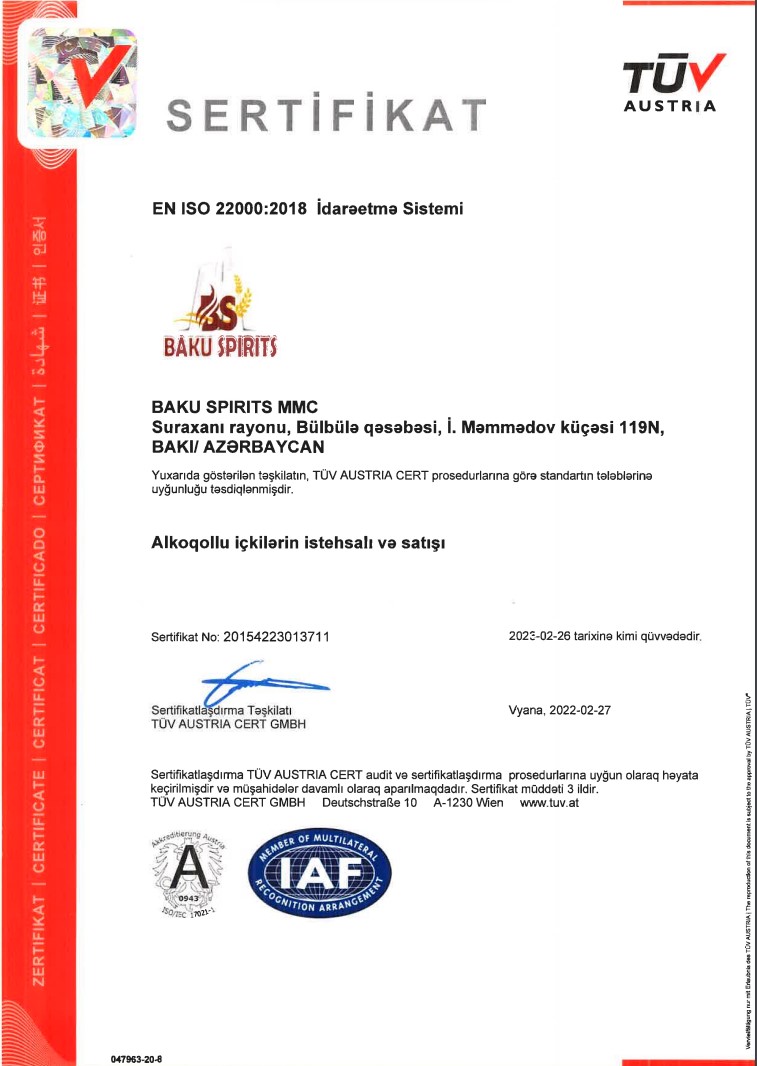 SERTİFİKAT
TÜV
AUSTRIA
EN ISO 22000:2018 İdarəetmə Sistemi
BS
BAKU SPIRITS
BAKU SPIRITS MMC
Suraxanı rayonu, Bülbülə qəsəbəsi, İ. Məmmədov küçəsi 119N,
BAKI/ AZƏRBAYCAN
Yuxarıda göstərilən təşkilatın, TÜV AUSTRIA CERT prosedurlarına görə standartın tələblərinə
uyğunluğu təsdiqlənmişdir.
Alkoqollu içkilərin istehsalı və satışı
Sertifikat No: 20154223013711
2023-02-26 tarixinə kimi qüvvədədir.
Sertifikatlaşdırma Təşkilatı
TÜV AUSTRIA CERT GMBH
Vyana, 2022-02-27
Sertifikatlaşdırma TÜV AUSTRIA CERT audit və sertifikatlaşdırma prosedurlarına uyğun olaraq həyata
keçirilmişdir və müşahidələr davamlı olaraq aparılmaqdadır. Sertifikat müddəti 3 ildir.
TÜV AUSTRIA CERT GMBH Deutschstraße 10 A-1230 Wien www.tuv.at
Akkreditierung Austria
A
0943
ISO/IEC 17021-1
MEMBER OF MULTILATERAL
IAF
RECOGNITION ARRANGEMENT
ZERTIFIKAT | CERTIFICATE | CERTIFICAT | CERTIFICADO | СЕРТИФИКАТ | شهادة | 证书 | 인증서
Vervielfältigung nur mit Erlaubnis des TÜV AUSTRIA | The reproduction of this document is subject to the approval by TÜV AUSTRIA | TÜV®
047963-20-8